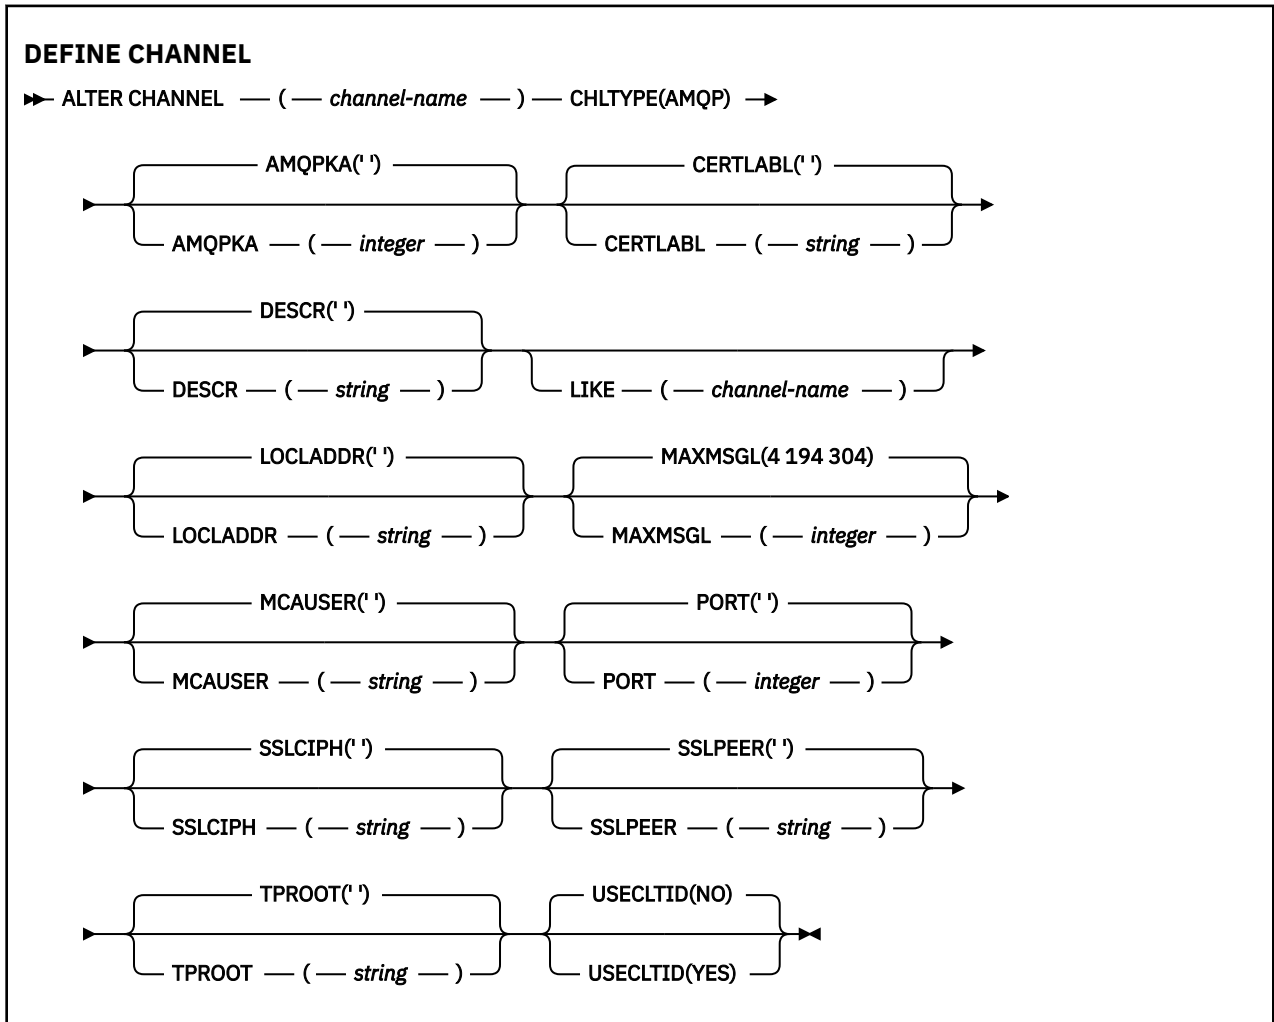 DEFINE CHANNEL
ALTER CHANNEL ( channel-name ) CHLTYPE(AMQP)
AMQPKA(' ') CERTLABL(' ')
AMQPKA ( integer ) CERTLABL ( string )
DESCR(' ')
DESCR ( string ) LIKE ( channel-name )
LOCLADDR(' ') MAXMSGL(4 194 304)
LOCLADDR ( string ) MAXMSGL ( integer )
MCAUSER(' ') PORT(' ')
MCAUSER ( string ) PORT ( integer )
SSLCIPH(' ') SSLPEER(' ')
SSLCIPH ( string ) SSLPEER ( string )
TPROOT(' ') USECLTID(NO)
TPROOT ( string ) USECLTID(YES)